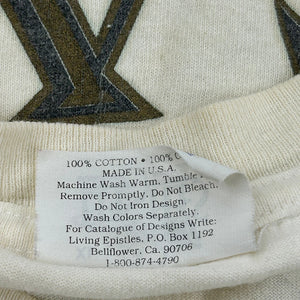 100% COTTON • 100% C
MADE IN U.S.A.
Machine Wash Warm, Tumble
Remove Promptly, Do Not Bleach,
Do Not Iron Design.
Wash Colors Separately.
For Catalogue of Designs Write:
Living Epistles, P.O. Box 1192
Bellflower, Ca. 90706
1-800-874-4790